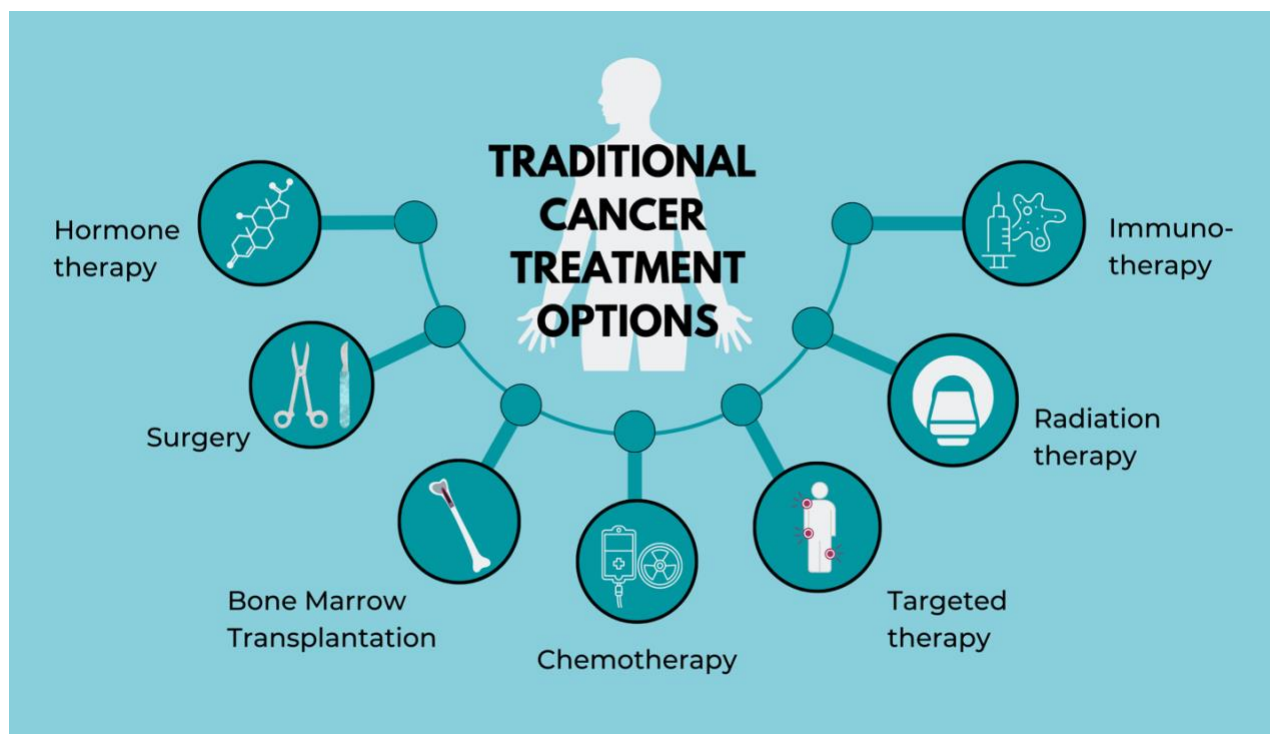 TRADITIONAL
CANCER
TREATMENT
OPTIONS
Hormone
therapy
Surgery
Bone Marrow
Transplantation
Chemotherapy
Targeted
therapy
Radiation
therapy
Immuno-
therapy